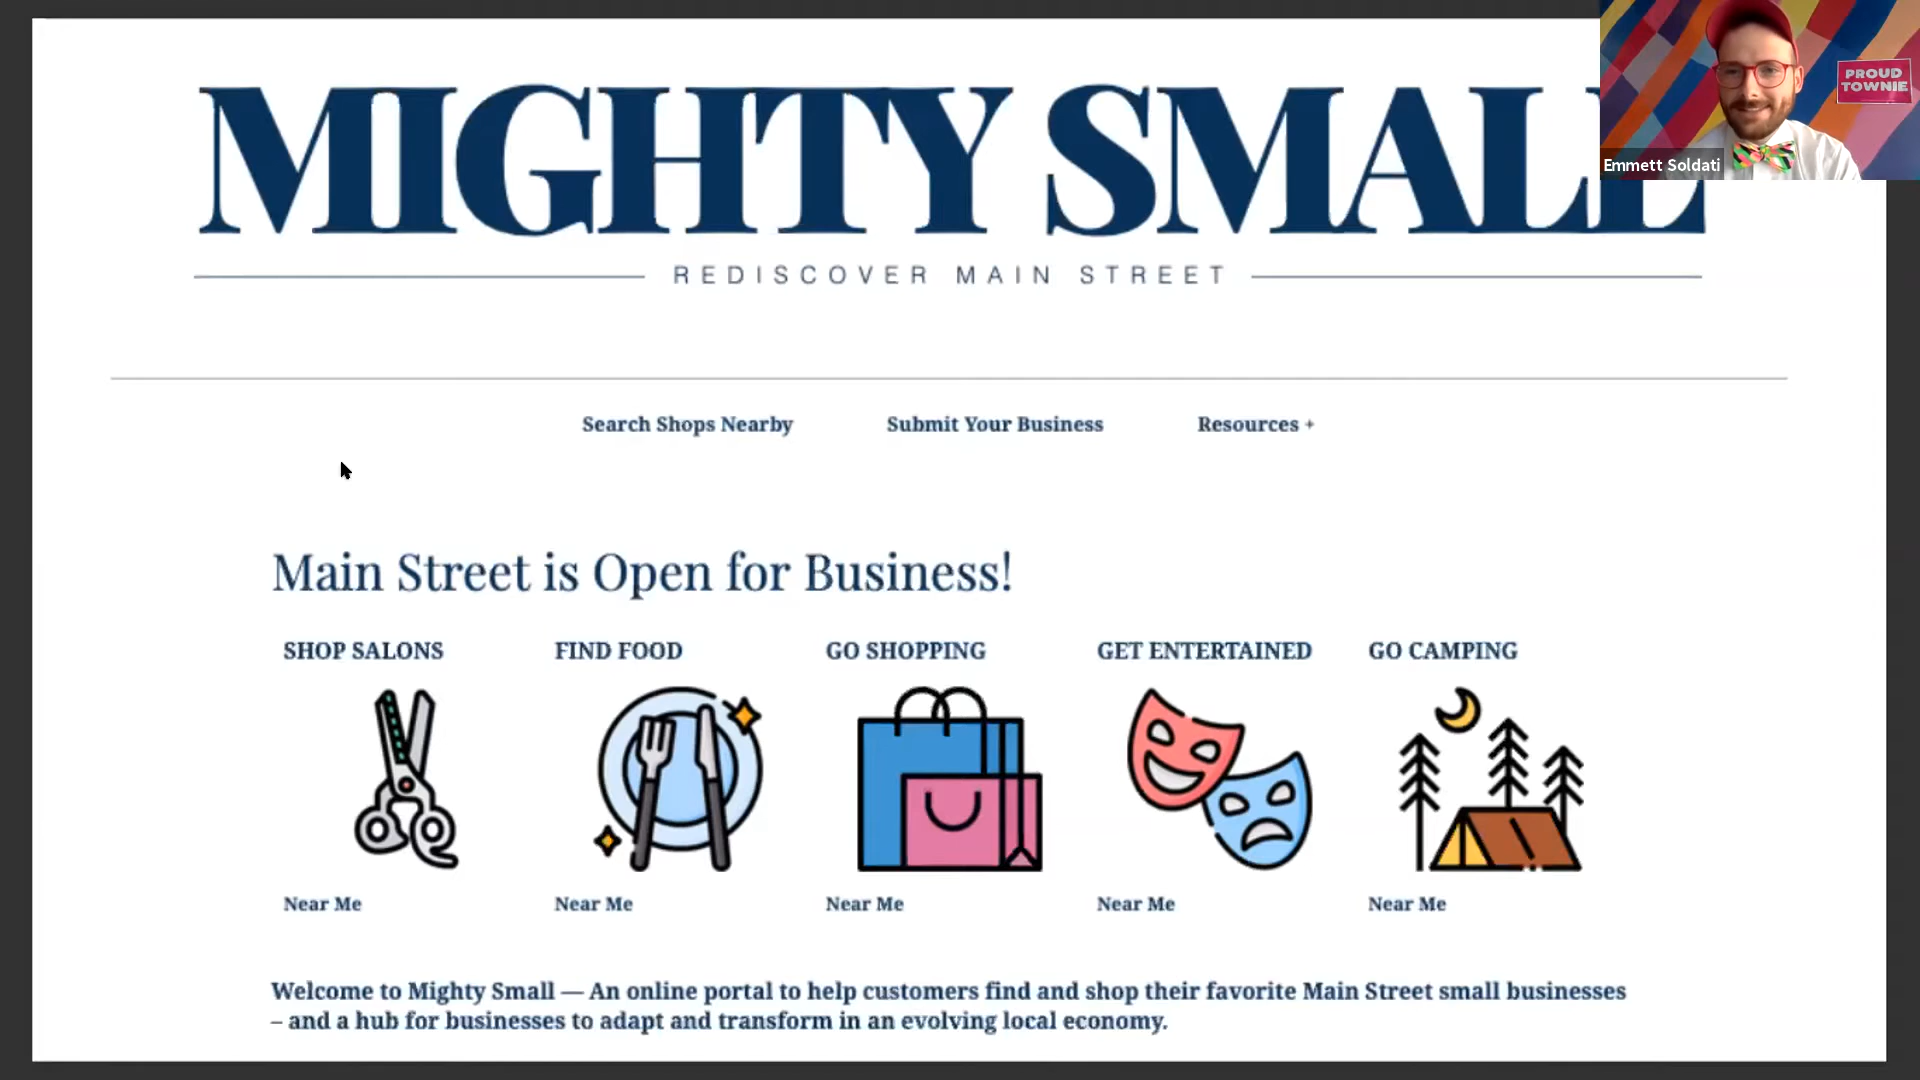 MIGHTY SMALL
PROUD
TOWNIE
Emmett Soldati
REDISCOVER MAIN STREET
Search Shops Nearby Submit Your Business Resources +
Main Street is Open for Business!
SHOP SALONS FIND FOOD GO SHOPPING GET ENTERTAINED GO CAMPING
Near Me Near Me Near Me Near Me Near Me
Welcome to Mighty Small — An online portal to help customers find and shop their favorite Main Street small businesses
– and a hub for businesses to adapt and transform in an evolving local economy.